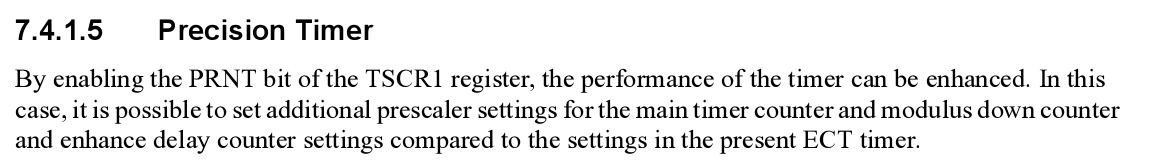 7.4.1.5 Precision Timer
By enabling the PRNT bit of the TSCR1 register, the performance of the timer can be enhanced. In this
case, it is possible to set additional prescaler settings for the main timer counter and modulus down counter
and enhance delay counter settings compared to the settings in the present ECT timer.